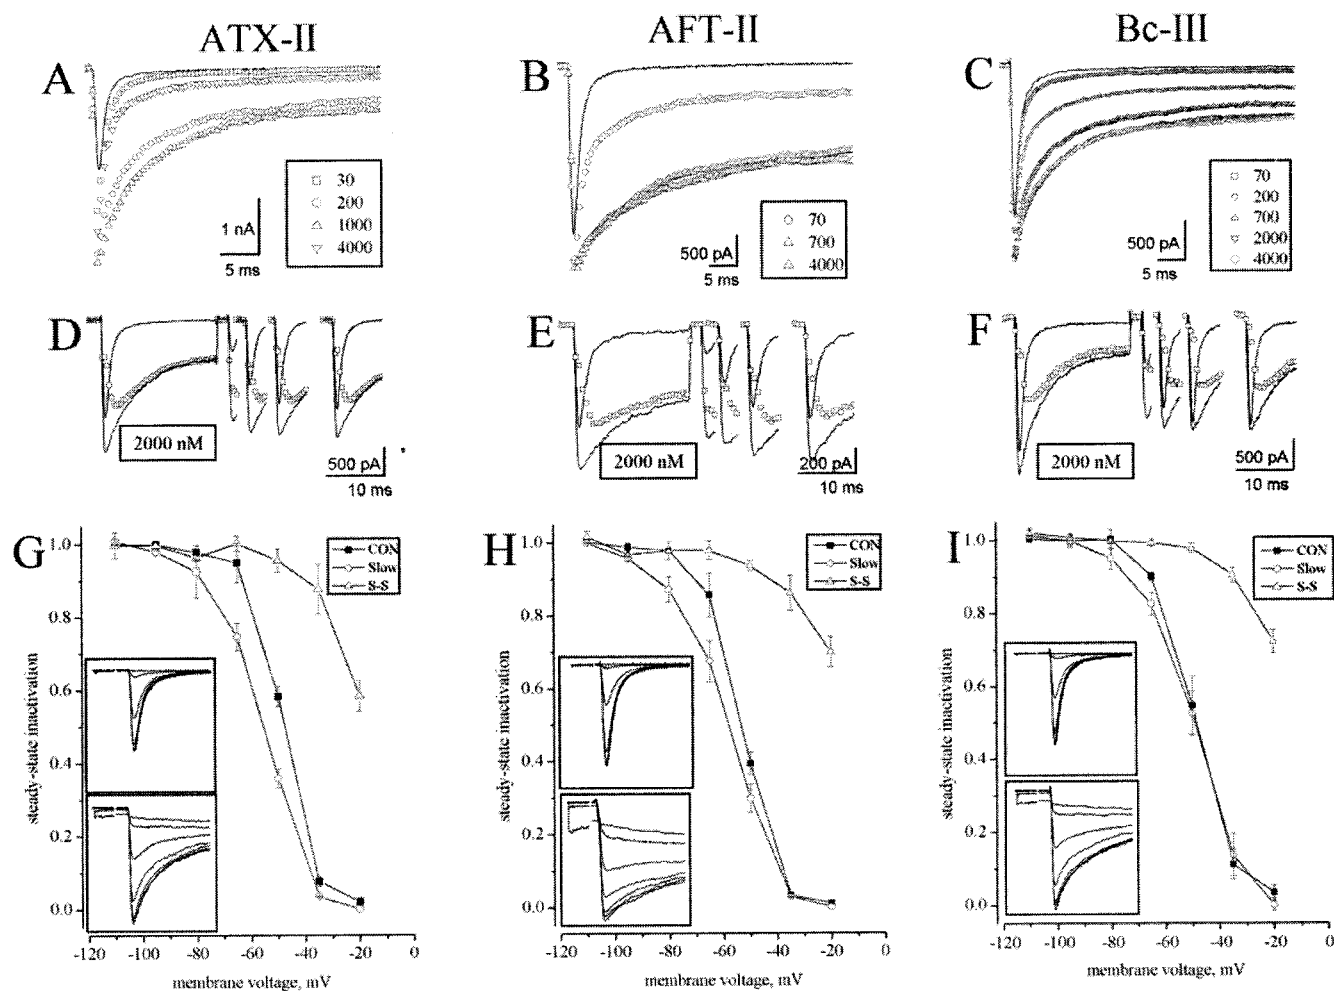 ATX-II
AFT-II
Bc-III
A
B
C
30
200
1000
4000
1 nA
5 ms
70
700
4000
500 pA
5 ms
70
200
700
2000
4000
500 pA
5 ms
D
E
F
2000 nM
500 pA
10 ms
2000 nM
200 pA
10 ms
2000 nM
500 pA
10 ms
G
H
I
CON
Slow
S-S
CON
Slow
S-S
CON
Slow
S-S
steady-state inactivation
1.0
0.8
0.6
0.4
0.2
0.0
-120
-100
-80
-60
-40
-20
0
membrane voltage, mV
steady-state inactivation
1.0
0.8
0.6
0.4
0.2
0.0
-120
-100
-80
-60
-40
-20
0
membrane voltage, mV
steady-state inactivation
1.0
0.8
0.6
0.4
0.2
0.0
-120
-100
-80
-60
-40
-20
0
membrane voltage, mV